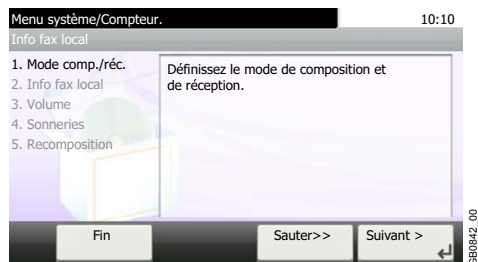 Menu système/Compteur.
10:10
Info fax local
1. Mode comp./réc.
2. Info fax local
3. Volume
4. Sonneries
5. Recomposition
Définissez le mode de composition et
de réception.
Fin
Sauter>>
Suivant >
GB0842_00